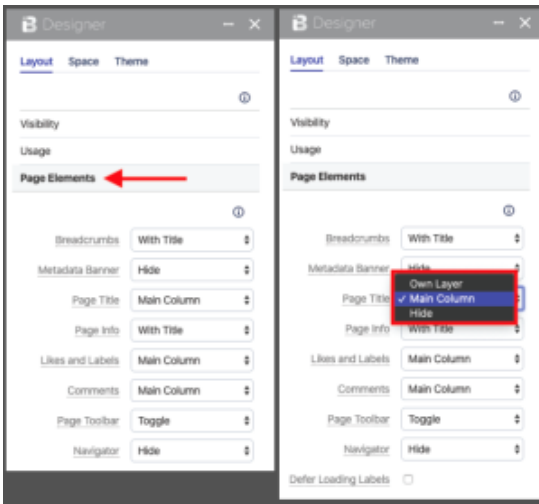 Designer
Layout Space Theme
Visibility
Usage
Page Elements
Breadcrumbs With Title
Metadata Banner Hide
Page Title Main Column
Page Info With Title
Likes and Labels Main Column
Comments Main Column
Page Toolbar Toggle
Navigator Hide
Designer
Layout Space Theme
Visibility
Usage
Page Elements
Breadcrumbs With Title
Metadata Banner Hide
Own Layer
Page Title ✓ Main Column
Hide
Page Info With Title
Likes and Labels Main Column
Comments Main Column
Page Toolbar Toggle
Navigator Hide
Defer Loading Labels